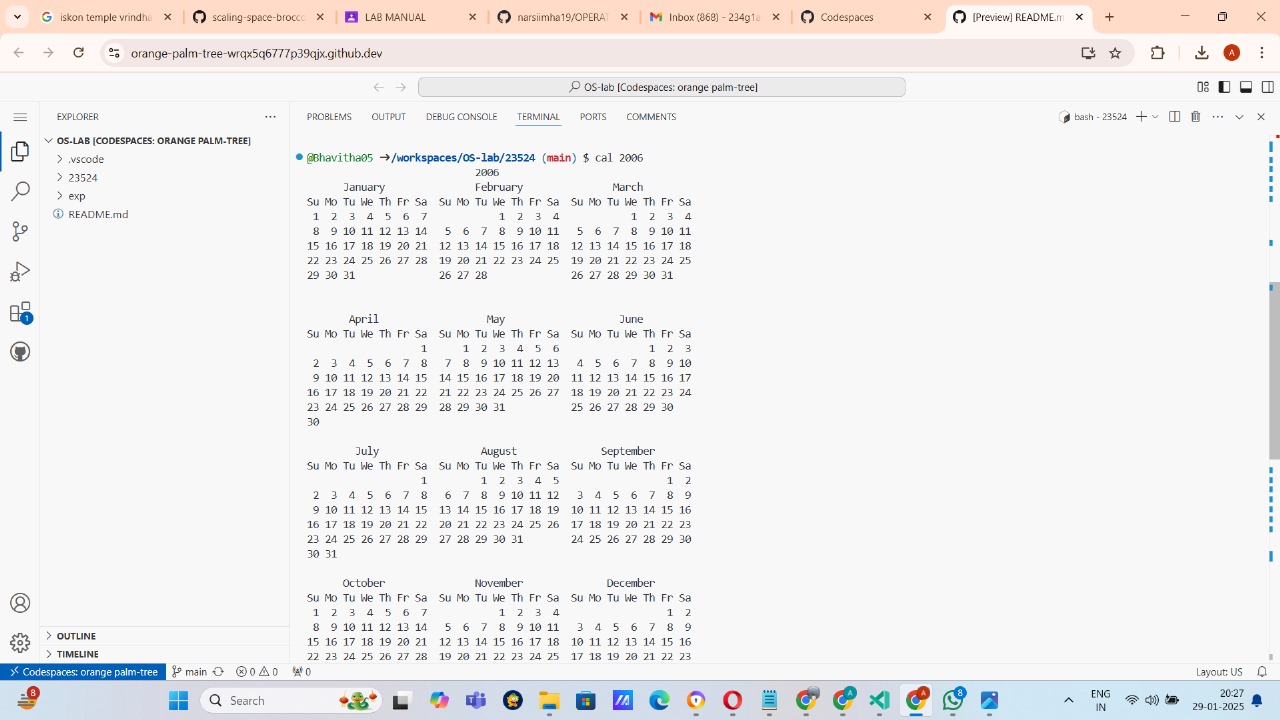 iskon temple vrindha
scaling-space-brocco
LAB MANUAL
narsiimha19/OPERAT
Inbox (868) - 234g1a
Codespaces
[Preview] README.m
orange-palm-tree-wrqx5q6777p39qjx.github.dev
A
OS-lab [Codespaces: orange palm-tree]
EXPLORER
PROBLEMS OUTPUT DEBUG CONSOLE TERMINAL PORTS COMMENTS
bash - 23524
OS-LAB [CODESPACES: ORANGE PALM-TREE]
.vscode
23524
exp
README.md
1
@Bhavitha05 ➜/workspaces/OS-lab/23524 (main) $ cal 2006
2006
January February March
Su Mo Tu We Th Fr Sa Su Mo Tu We Th Fr Sa Su Mo Tu We Th Fr Sa
1 2 3 4 5 6 7 1 2 3 4 1 2 3 4
8 9 10 11 12 13 14 5 6 7 8 9 10 11 5 6 7 8 9 10 11
15 16 17 18 19 20 21 12 13 14 15 16 17 18 12 13 14 15 16 17 18
22 23 24 25 26 27 28 19 20 21 22 23 24 25 19 20 21 22 23 24 25
29 30 31 26 27 28 26 27 28 29 30 31
April May June
Su Mo Tu We Th Fr Sa Su Mo Tu We Th Fr Sa Su Mo Tu We Th Fr Sa
1 1 2 3 4 5 6 1 2 3
2 3 4 5 6 7 8 7 8 9 10 11 12 13 4 5 6 7 8 9 10
9 10 11 12 13 14 15 14 15 16 17 18 19 20 11 12 13 14 15 16 17
16 17 18 19 20 21 22 21 22 23 24 25 26 27 18 19 20 21 22 23 24
23 24 25 26 27 28 29 28 29 30 31 25 26 27 28 29 30
30
July August September
Su Mo Tu We Th Fr Sa Su Mo Tu We Th Fr Sa Su Mo Tu We Th Fr Sa
1 1 2 3 4 5 1 2
2 3 4 5 6 7 8 6 7 8 9 10 11 12 3 4 5 6 7 8 9
9 10 11 12 13 14 15 13 14 15 16 17 18 19 10 11 12 13 14 15 16
16 17 18 19 20 21 22 20 21 22 23 24 25 26 17 18 19 20 21 22 23
23 24 25 26 27 28 29 27 28 29 30 31 24 25 26 27 28 29 30
30 31
October November December
Su Mo Tu We Th Fr Sa Su Mo Tu We Th Fr Sa Su Mo Tu We Th Fr Sa
1 2 3 4 5 6 7 1 2 3 4 1 2
8 9 10 11 12 13 14 5 6 7 8 9 10 11 3 4 5 6 7 8 9
15 16 17 18 19 20 21 12 13 14 15 16 17 18 10 11 12 13 14 15 16
22 23 24 25 26 27 28 19 20 21 22 23 24 25 17 18 19 20 21 22 23
OUTLINE
TIMELINE
Codespaces: orange palm-tree
main
0 0
0
Layout: US
8
Search
A
A
8
ENG
IN
20:27
29-01-2025